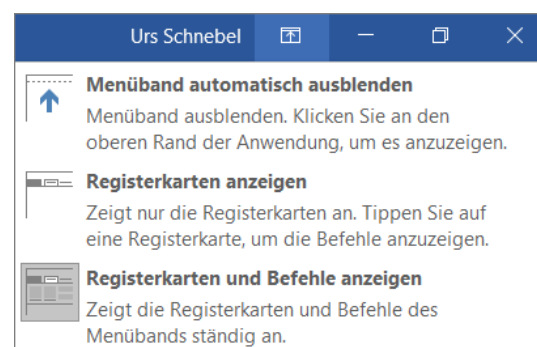 Urs Schnebel
Menüband automatisch ausblenden
Menüband ausblenden. Klicken Sie an den
oberen Rand der Anwendung, um es anzuzeigen.
Registerkarten anzeigen
Zeigt nur die Registerkarten an. Tippen Sie auf
eine Registerkarte, um die Befehle anzuzeigen.
Registerkarten und Befehle anzeigen
Zeigt die Registerkarten und Befehle des
Menübands ständig an.